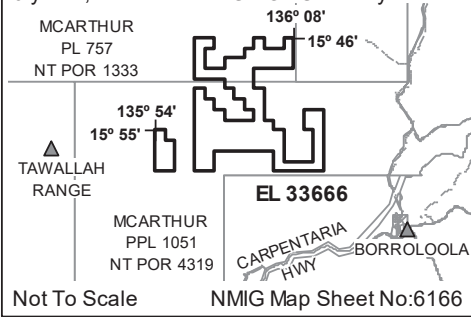 MCARTHUR
PL 757
NT POR 1333
136º 08'
15º 46'
135º 54'
15º 55'
TAWALLAH
RANGE
EL 33666
MCARTHUR
PPL 1051
NT POR 4319
CARPENTARIA
HWY
BORROLOOLA
Not To Scale
NMIG Map Sheet No:6166